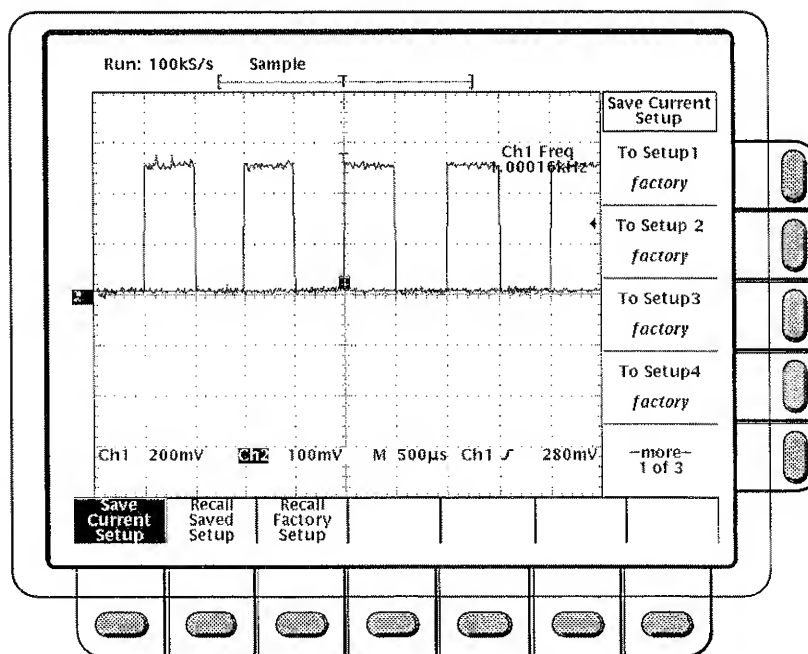 Run: 100kS/s Sample
Save Current
Setup
Ch1 Freq
1.00016kHz
To Setup1
factory
To Setup 2
factory
To Setup3
factory
To Setup4
factory
Ch1 200mV Ch2 100mV M 500µs Ch1 280mV
–more–
1 of 3
Save
Current
Setup
Recall
Saved
Setup
Recall
Factory
Setup